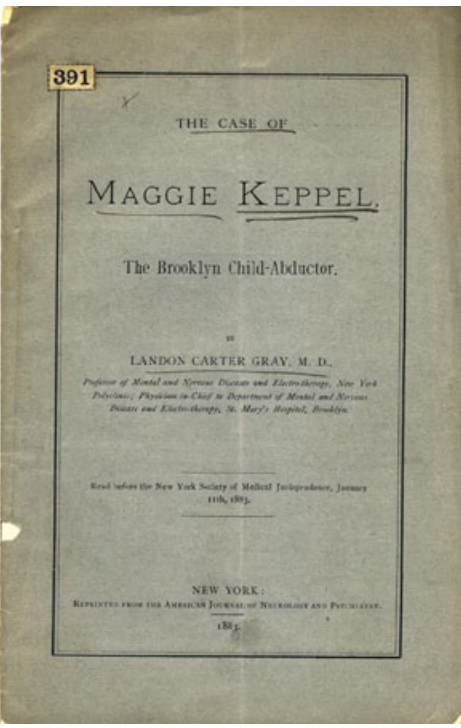 391
THE CASE OF
MAGGIE KEPPEL,
The Brooklyn Child-Abductor.
BY
LANDON CARTER GRAY, M. D.,
Professor of Mental and Nervous Diseases and Electro-therapy, New York
Polyclinic; Physician-in-Chief to Department of Mental and Nervous
Disease and Electro-therapy, St. Mary's Hospital, Brooklyn.
Read before the New York Society of Medical Jurisprudence, January
11th, 1883.
NEW YORK:
REPRINTED FROM THE AMERICAN JOURNAL OF NEUROLOGY AND PSYCHIATRY.
1883.